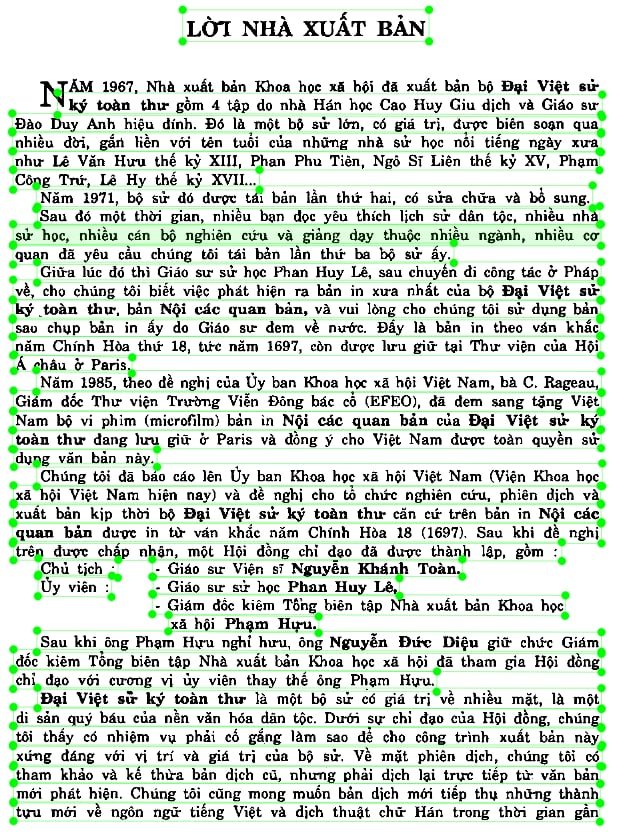 LỜI NHÀ XUẤT BẢN
NĂM 1967, Nhà xuất bản Khoa học xã hội đã xuất bản bộ Đại Việt sử
ký toàn thư gồm 4 tập do nhà Hán học Cao Huy Giu dịch và Giáo sư
Đào Duy Anh hiệu đính. Đó là một bộ sử lớn, có giá trị, được biên soạn qua
nhiều đời, gắn liền với tên tuổi của những nhà sử học nổi tiếng ngày xưa
như Lê Văn Hưu thế kỷ XIII, Phan Phu Tiên, Ngô Sĩ Liên thế kỷ XV, Phạm
Công Trứ, Lê Hy thế kỷ XVII...
Năm 1971, bộ sử đó được tái bản lần thứ hai, có sửa chữa và bổ sung.
Sau đó một thời gian, nhiều bạn đọc yêu thích lịch sử dân tộc, nhiều nhà
sử học, nhiều cán bộ nghiên cứu và giảng dạy thuộc nhiều ngành, nhiều cơ
quan đã yêu cầu chúng tôi tái bản lần thứ ba bộ sử ấy.
Giữa lúc đó thì Giáo sư sử học Phan Huy Lê, sau chuyến đi công tác ở Pháp
về, cho chúng tôi biết việc phát hiện ra bản in xưa nhất của bộ Đại Việt sử
ký toàn thư, bản Nội các quan bản, và vui lòng cho chúng tôi sử dụng bản
sao chụp bản in ấy do Giáo sư đem về nước. Đấy là bản in theo ván khắc
năm Chính Hòa thứ 18, tức năm 1697, còn được lưu giữ tại Thư viện của Hội
Á châu ở Paris.
Năm 1985, theo đề nghị của Ủy ban Khoa học xã hội Việt Nam, bà C. Rageau,
Giám đốc Thư viện Trường Viễn Đông bác cổ (EFEO), đã đem sang tặng Việt
Nam bộ vi phim (microfilm) bản in Nội các quan bản của Đại Việt sử ký
toàn thư đang lưu giữ ở Paris và đồng ý cho Việt Nam được toàn quyền sử
dụng văn bản này.
Chúng tôi đã báo cáo lên Ủy ban Khoa học xã hội Việt Nam (Viện Khoa học
xã hội Việt Nam hiện nay) và đề nghị cho tổ chức nghiên cứu, phiên dịch và
xuất bản kịp thời bộ Đại Việt sử ký toàn thư căn cứ trên bản in Nội các
quan bản được in từ ván khắc năm Chính Hòa 18 (1697). Sau khi đề nghị
trên được chấp nhận, một Hội đồng chỉ đạo đã được thành lập, gồm :
Chủ tịch : - Giáo sư Viện sĩ Nguyễn Khánh Toàn.
Ủy viên : - Giáo sư sử học Phan Huy Lê,
- Giám đốc kiêm Tổng biên tập Nhà xuất bản Khoa học
xã hội Phạm Hựu.
Sau khi ông Phạm Hựu nghỉ hưu, ông Nguyễn Đức Diệu giữ chức Giám
đốc kiêm Tổng biên tập Nhà xuất bản Khoa học xã hội đã tham gia Hội đồng
chỉ đạo với cương vị ủy viên thay thế ông Phạm Hựu.
Đại Việt sử ký toàn thư là một bộ sử có giá trị về nhiều mặt, là một
di sản quý báu của nền văn hóa dân tộc. Dưới sự chỉ đạo của Hội đồng, chúng
tôi thấy có nhiệm vụ phải cố gắng làm sao để cho công trình xuất bản này
xứng đáng với vị trí và giá trị của bộ sử. Về mặt phiên dịch, chúng tôi có
tham khảo và kế thừa bản dịch cũ, nhưng phải dịch lại trực tiếp từ văn bản
mới phát hiện. Chúng tôi cũng mong muốn bản dịch mới tiếp thụ những thành
tựu mới về ngôn ngữ tiếng Việt và dịch thuật chữ Hán trong thời gian gần